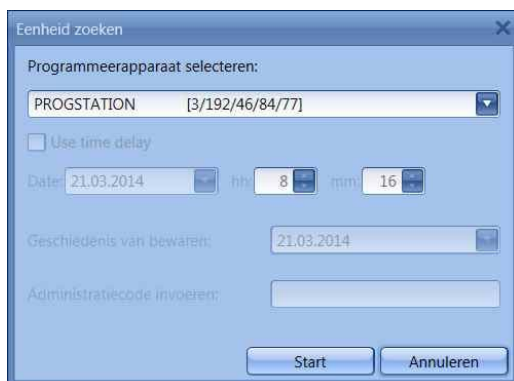 Eenheid zoeken
Programmeerapparaat selecteren:
PROGSTATION [3/192/46/84/77]
Use time delay
Date: 21.03.2014 hh: 8 mm: 16
Geschiedenis van bewaren: 21.03.2014
Administratiecode invoeren:
Start Annuleren